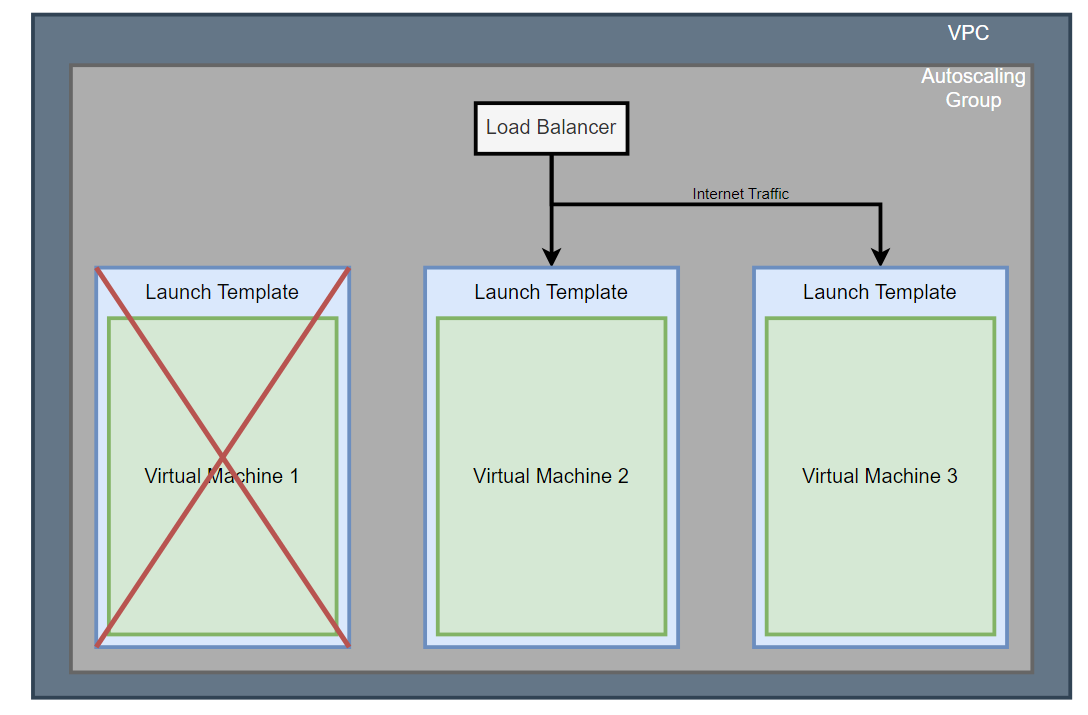 VPC
Autoscaling
Group
Load Balancer
Internet Traffic
Launch Template
Launch Template
Launch Template
Virtual Machine 1
Virtual Machine 2
Virtual Machine 3